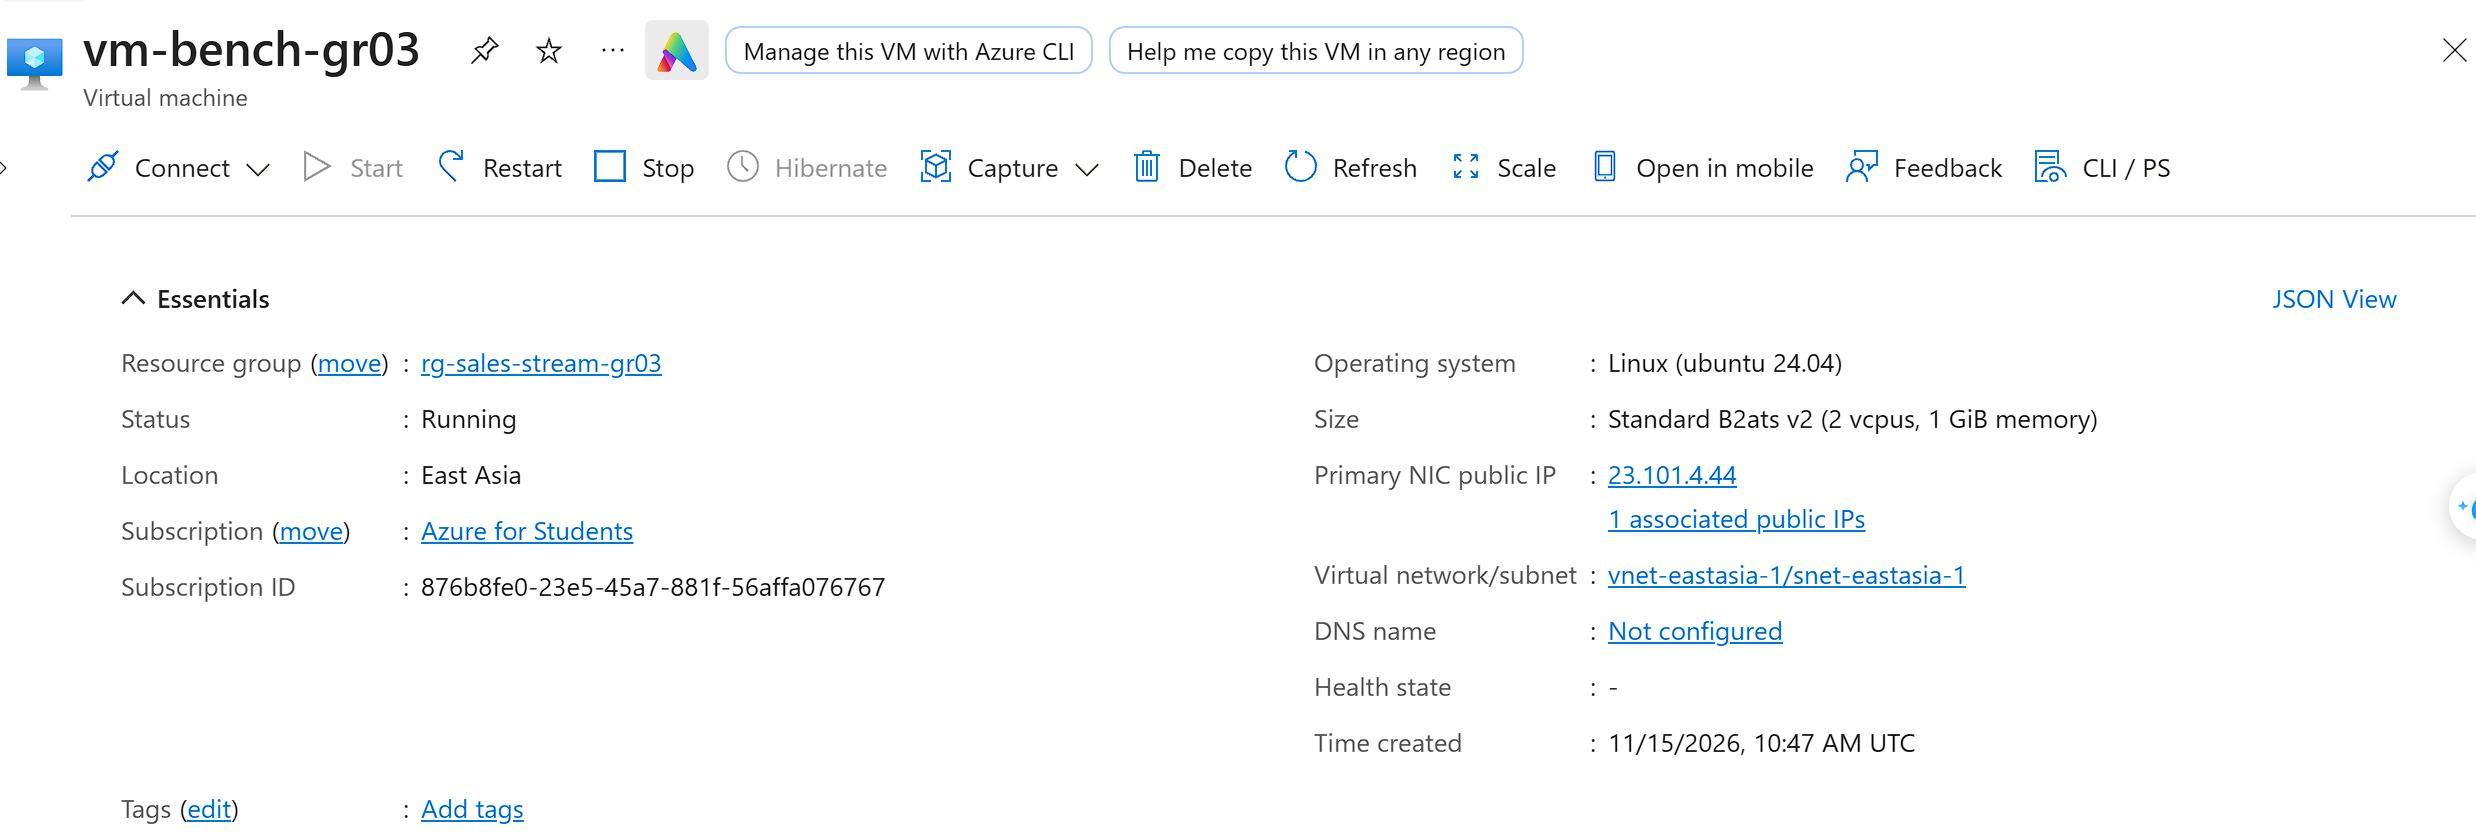 vm-bench-gr03
Manage this VM with Azure CLI
Help me copy this VM in any region
Virtual machine
Connect
Start
Restart
Stop
Hibernate
Capture
Delete
Refresh
Scale
Open in mobile
Feedback
CLI / PS
Essentials
JSON View
Resource group (move) : rg-sales-stream-gr03
Status : Running
Location : East Asia
Subscription (move) : Azure for Students
Subscription ID : 876b8fe0-23e5-45a7-881f-56affa076767
Operating system : Linux (ubuntu 24.04)
Size : Standard B2ats v2 (2 vcpus, 1 GiB memory)
Primary NIC public IP : 23.101.4.44
1 associated public IPs
Virtual network/subnet : vnet-eastasia-1/snet-eastasia-1
DNS name : Not configured
Health state : -
Time created : 11/15/2026, 10:47 AM UTC
Tags (edit) : Add tags